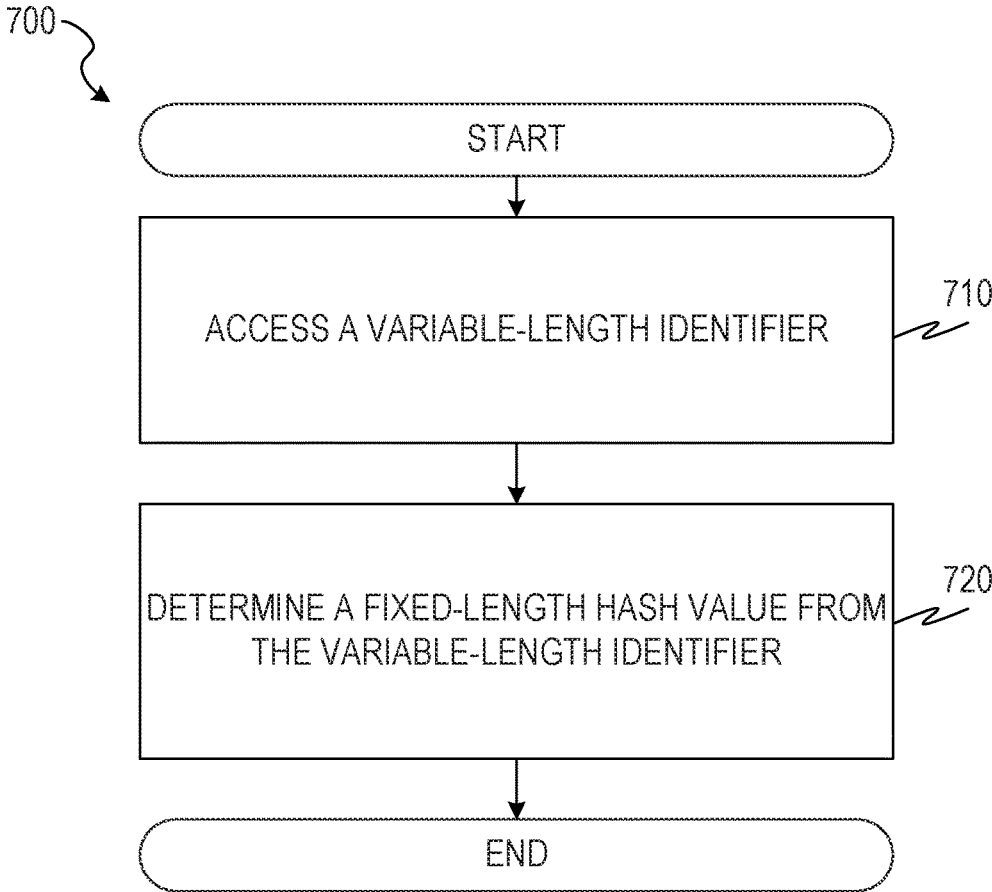 700
START
ACCESS A VARIABLE-LENGTH IDENTIFIER
710
DETERMINE A FIXED-LENGTH HASH VALUE FROM
THE VARIABLE-LENGTH IDENTIFIER
720
END